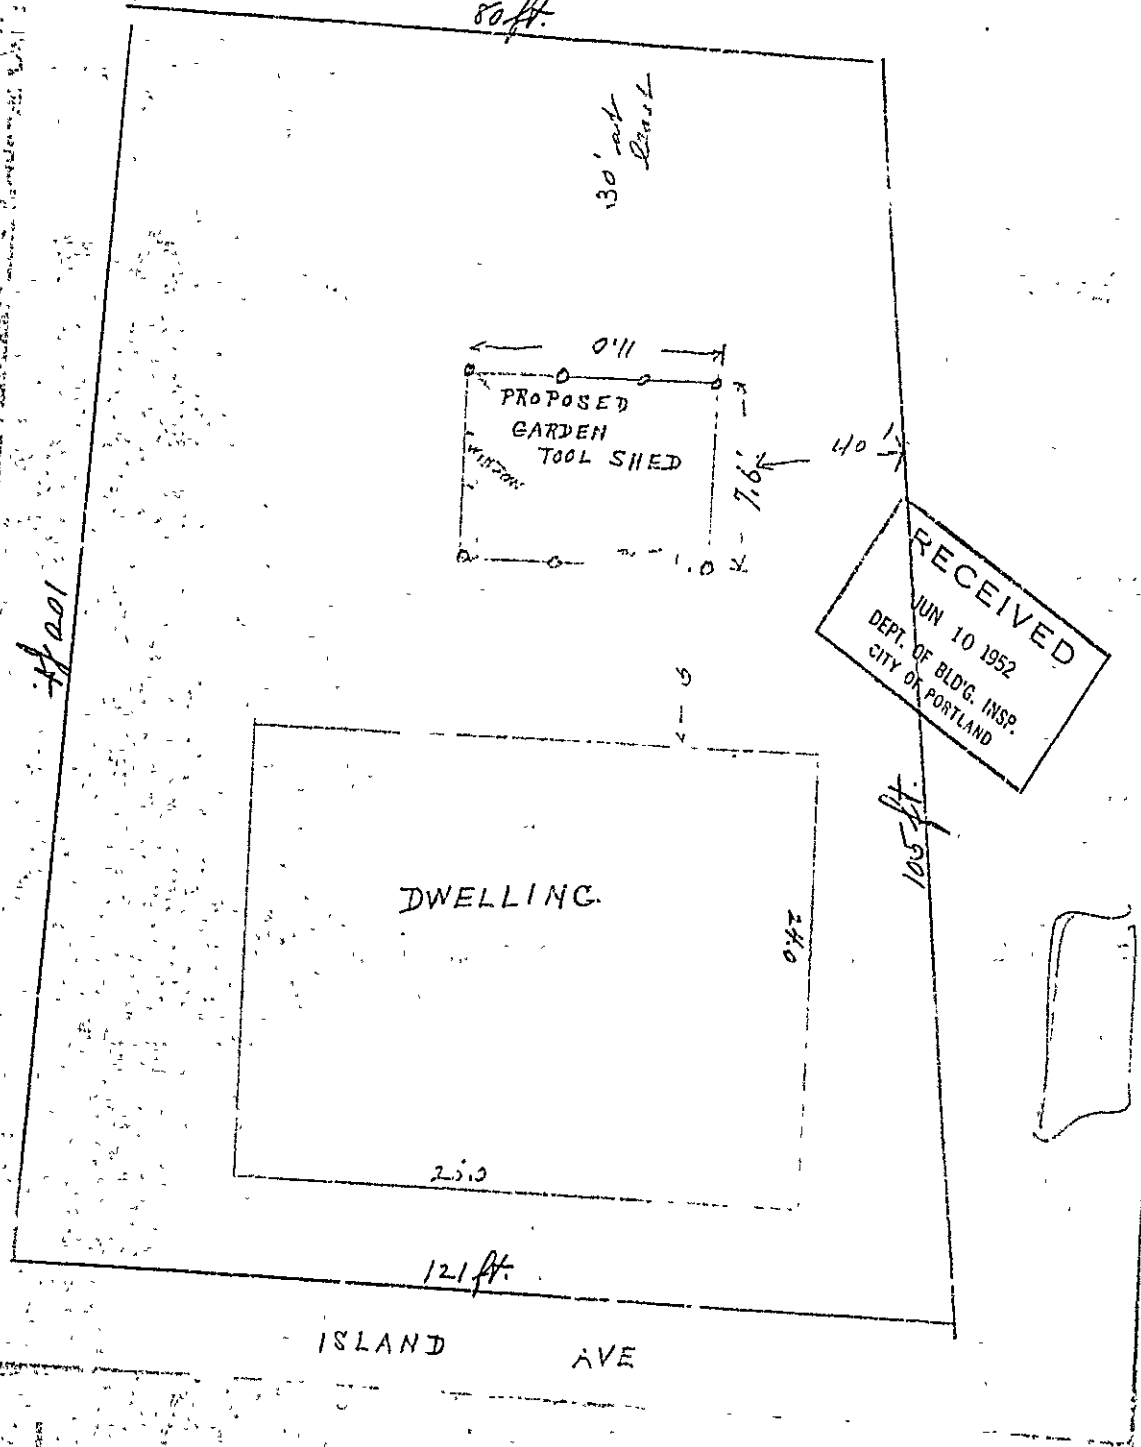 80 ft.
30' at
least
11'0
PROPOSED
GARDEN
TOOL SHED
WINDOW
7.6'
40'
RECEIVED
JUN 10 1952
DEPT. OF BLD'G. INSP.
CITY OF PORTLAND
100 ft.
105 ft.
DWELLING.
24.0
121 ft.
ISLAND AVE